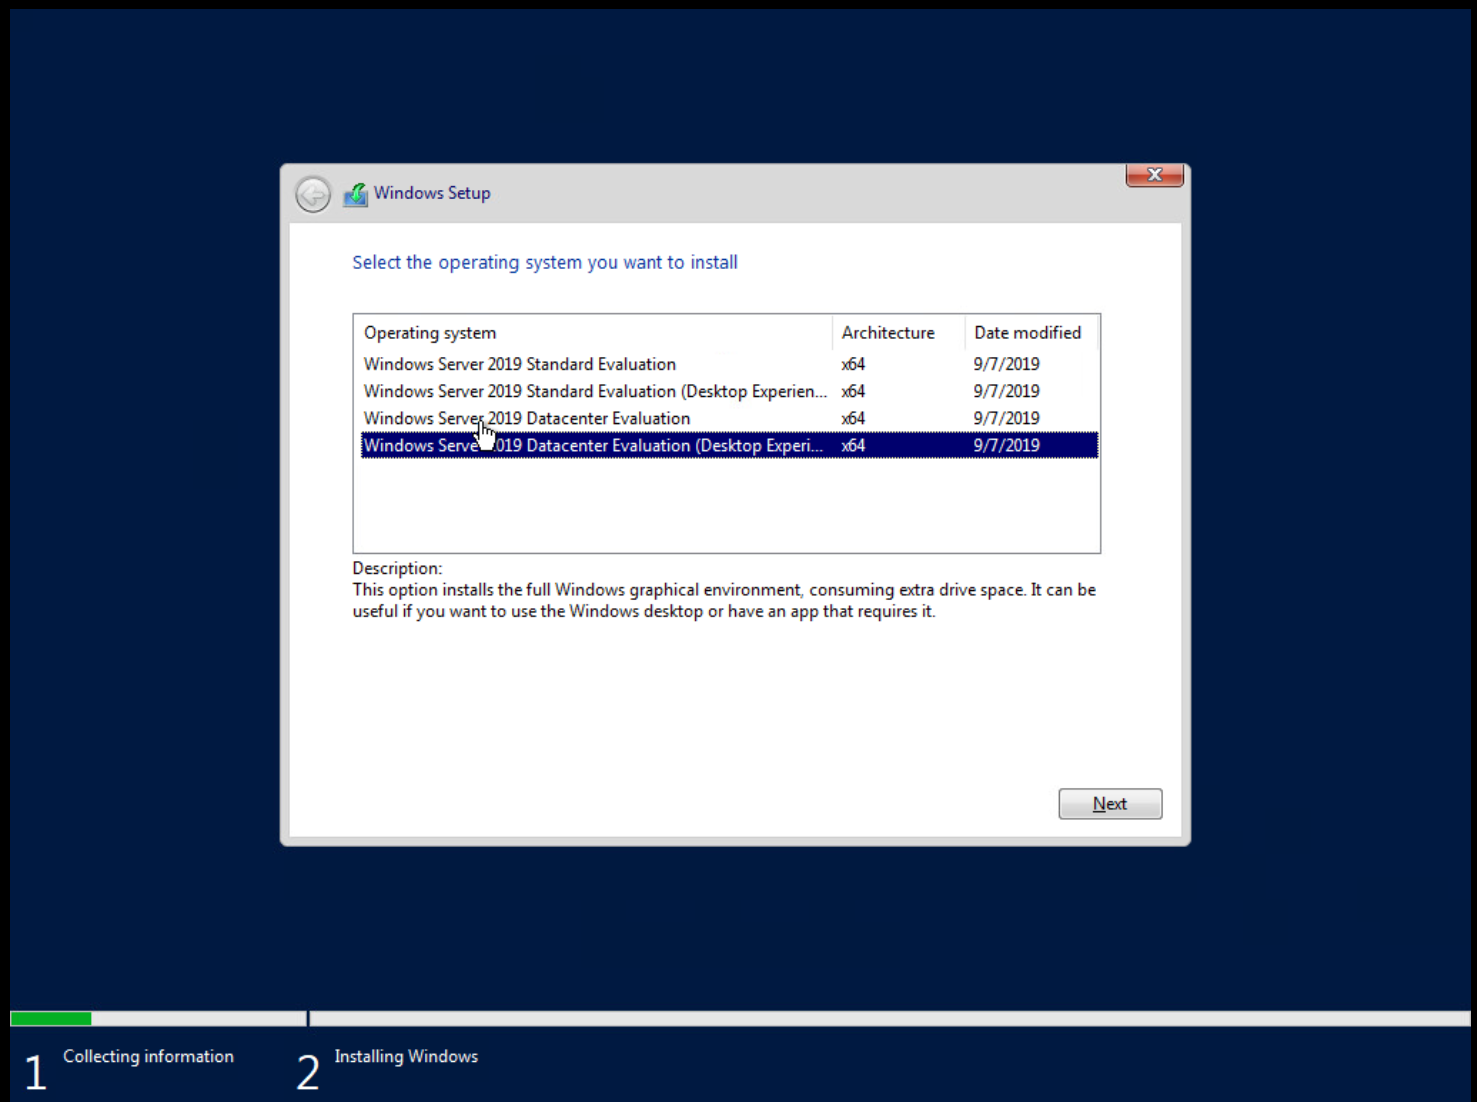 Windows Setup
X
Select the operating system you want to install
Operating system Architecture Date modified
Windows Server 2019 Standard Evaluation x64 9/7/2019
Windows Server 2019 Standard Evaluation (Desktop Experien... x64 9/7/2019
Windows Server 2019 Datacenter Evaluation x64 9/7/2019
Windows Serve 019 Datacenter Evaluation (Desktop Experi... x64 9/7/2019
Description:
This option installs the full Windows graphical environment, consuming extra drive space. It can be
useful if you want to use the Windows desktop or have an app that requires it.
Next
1 Collecting information 2 Installing Windows